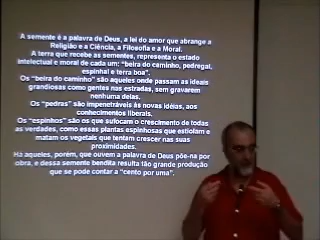 A semente é a palavra de Deus, a lei do amor que abrange a
Religião e a Ciência, a Filosofia e a Moral.
A terra que recebe as sementes, representa o estado
intelectual e moral de cada um: "beira do caminho, pedregal,
espinhal e terra boa".
Os "beira do caminho" são aqueles onde passam as ideais
grandiosas como gentes nas estradas, sem gravarem
nenhuma delas.
Os "pedras" são impenetráveis às novas idéias, aos
conhecimentos liberais.
Os "espinhos" são os que sufocam o crescimento de todas
as verdades, como essas plantas espinhosas que estiolam e
matam os vegetais que tentam crescer nas suas
proximidades.
Há aqueles, porém, que ouvem a palavra de Deus põe-na por
obra, e dessa semente bendita resulta tão grande produção
que se pode contar a "cento por uma".